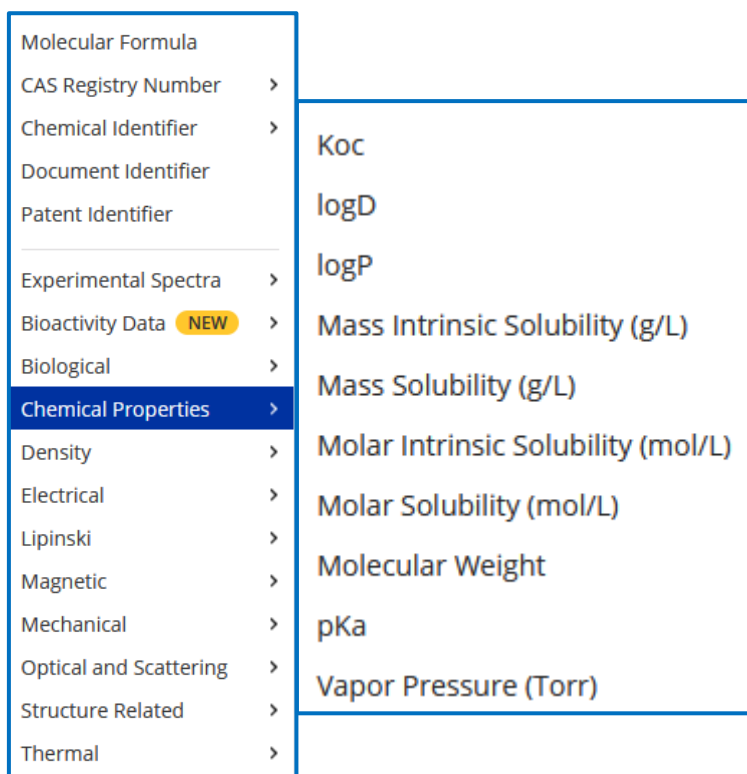 Molecular Formula
CAS Registry Number
Chemical Identifier
Document Identifier
Patent Identifier
Experimental Spectra
Bioactivity Data NEW
Biological
Chemical Properties
Density
Electrical
Lipinski
Magnetic
Mechanical
Optical and Scattering
Structure Related
Thermal
Koc
logD
logP
Mass Intrinsic Solubility (g/L)
Mass Solubility (g/L)
Molar Intrinsic Solubility (mol/L)
Molar Solubility (mol/L)
Molecular Weight
pKa
Vapor Pressure (Torr)